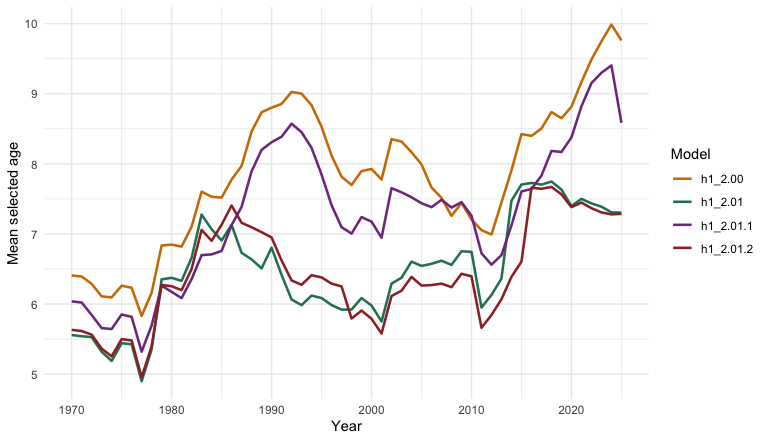 10
9
8
7
6
5
Mean selected age
1970 1980 1990 2000 2010 2020
Year
Model
h1_2.00
h1_2.01
h1_2.01.1
h1_2.01.2